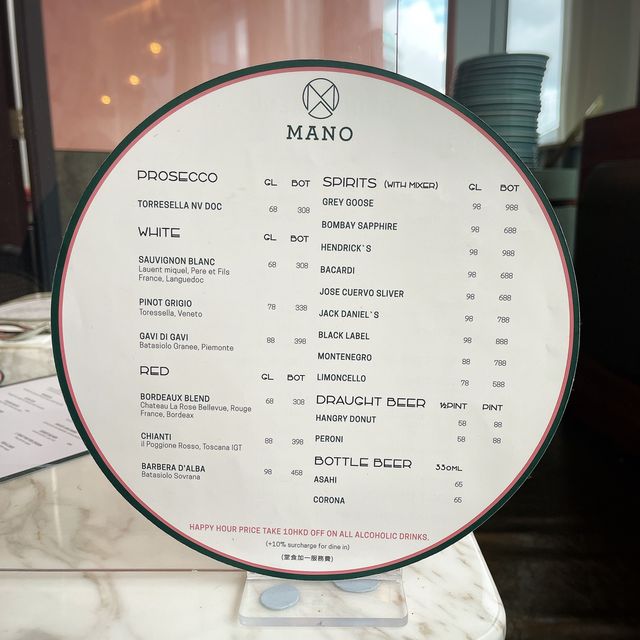 MANO
PROSECCO GL BOT
TORRESELLA NV DOC 68 308
WHITE GL BOT
SAUVIGNON BLANC 68 308
Lauent miquel, Pere et Fils
France, Languedoc
PINOT GRIGIO 78 338
Toressella, Veneto
GAVI DI GAVI 88 398
Batasiolo Granee, Piemonte
RED GL BOT
BORDEAUX BLEND 68 308
Chateau La Rose Bellevue, Rouge
France, Bordeax
CHIANTI 88 398
il Poggione Rosso, Toscana IGT
BARBERA D'ALBA 98 458
Batasiolo Sovrana
SPIRITS (WITH MIXER) GL BOT
GREY GOOSE 98 988
BOMBAY SAPPHIRE 98 688
HENDRICK`S 98 988
BACARDI 98 688
JOSE CUERVO SLIVER 98 688
JACK DANIEL`S 98 788
BLACK LABEL 98 888
MONTENEGRO 88 788
LIMONCELLO 78 588
DRAUGHT BEER ½PINT PINT
HANGRY DONUT 58 88
PERONI 58 88
BOTTLE BEER 330ML
ASAHI 65
CORONA 65
HAPPY HOUR PRICE TAKE 10HKD OFF ON ALL ALCOHOLIC DRINKS.
(+10% surcharge for dine in)
(堂食加一服務費)